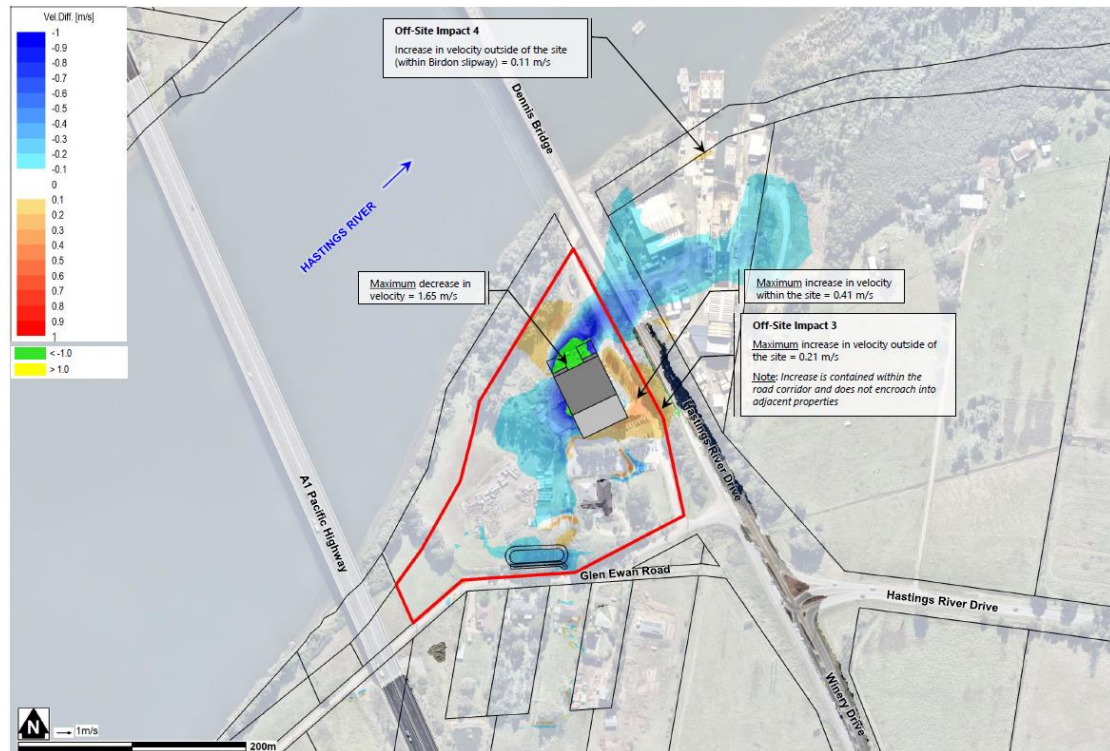 Vel.Diff. [m/s]
-1
-0.9
-0.8
-0.7
-0.6
-0.5
-0.4
-0.3
-0.2
-0.1
0
0.1
0.2
0.3
0.4
0.5
0.6
0.7
0.8
0.9
1
< -1.0
> 1.0
Off-Site Impact 4
Increase in velocity outside of the site
(within Birdon slipway) = 0.11 m/s
Dennis Bridge
HASTINGS RIVER
Maximum decrease in
velocity = 1.65 m/s
Maximum increase in velocity
within the site = 0.41 m/s
Off-Site Impact 3
Maximum increase in velocity outside of
the site = 0.21 m/s
Note: Increase is contained within the
road corridor and does not encroach into
adjacent properties
Hastings River Drive
A1 Pacific Highway
Glen Ewan Road
Hastings River Drive
Winery Drive
N
1m/s
200m